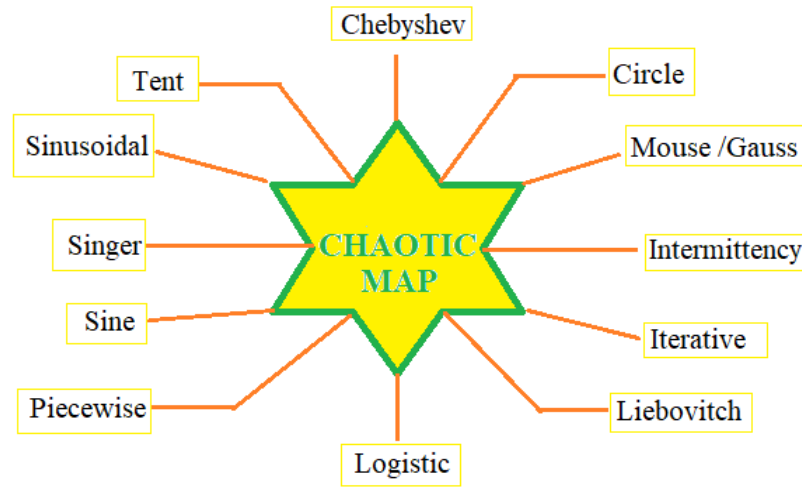 Chebyshev
Tent
Circle
Sinusoidal
Mouse /Gauss
Singer
CHAOTIC
MAP
Intermittency
Sine
Iterative
Piecewise
Liebovitch
Logistic